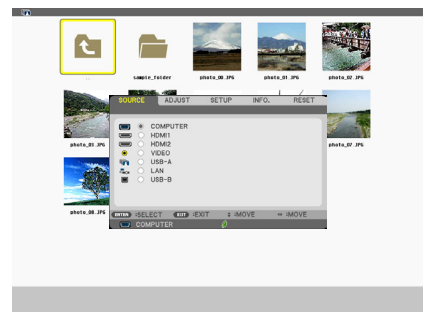 ..
sample_folder
photo_00.JPG
photo_01.JPG
photo_02.JPG
SOURCE ADJUST SETUP INFO. RESET
COMPUTER
HDMI1
HDMI2
VIDEO
USB-A
LAN
USB-B
photo_03.JPG
photo_07.JPG
photo_08.JPG
ENTER :SELECT EXIT :EXIT :MOVE :MOVE
COMPUTER